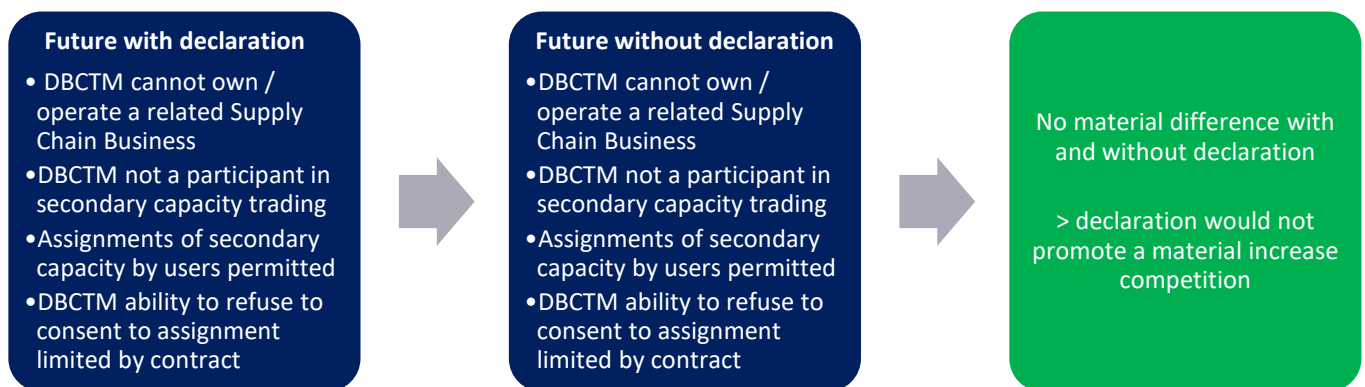 Future with declaration
• DBCTM cannot own /
operate a related Supply
Chain Business
•DBCTM not a participant in
secondary capacity trading
•Assignments of secondary
capacity by users permitted
•DBCTM ability to refuse to
consent to assignment
limited by contract
Future without declaration
•DBCTM cannot own /
operate a related Supply
Chain Business
•DBCTM not a participant in
secondary capacity trading
•Assignments of secondary
capacity by users permitted
•DBCTM ability to refuse to
consent to assignment
limited by contract
No material difference with
and without declaration
> declaration would not
promote a material increase
competition